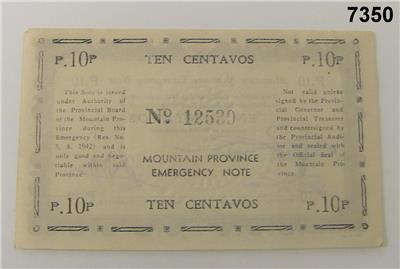 7350
P.10P TEN CENTAVOS P.10P
This Note is issued
under Authority of
the Provincial Board
of the Mountain Pro-
vince during this
Emergency (Res. No.
7, S. 1942) and is
only good and nego-
tiable within said
Province
No 12539
Not valid unless
signed by the Provin-
cial Governor and
Provincial Treasurer
and countersigned by
the Provincial Audi-
tor and sealed with
the Official Seal of
the Mountain Pro-
vince.
MOUNTAIN PROVINCE
EMERGENCY NOTE
P.10P TEN CENTAVOS P.10P